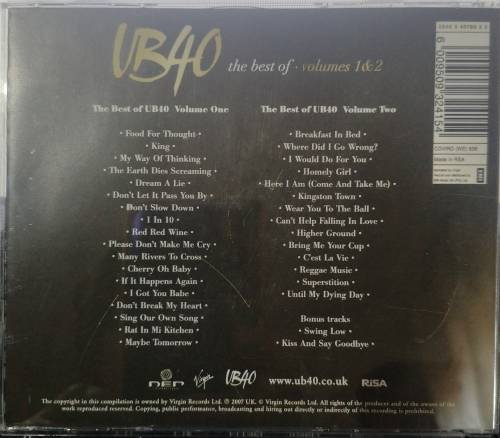 UB40 the best of · volumes 1&2
The Best of UB40 Volume One
· Food For Thought ·
· King ·
· My Way Of Thinking ·
· The Earth Dies Screaming ·
· Dream A Lie ·
· Don't Let It Pass You By ·
· Don't Slow Down ·
· 1 In 10 ·
· Red Red Wine ·
· Please Don't Make Me Cry ·
· Many Rivers To Cross ·
· Cherry Oh Baby ·
· If It Happens Again ·
· I Got You Babe ·
· Don't Break My Heart ·
· Sing Our Own Song ·
· Rat In Mi Kitchen ·
· Maybe Tomorrow ·
The Best of UB40 Volume Two
· Breakfast In Bed ·
· Where Did I Go Wrong? ·
· I Would Do For You ·
· Homely Girl ·
· Here I Am (Come And Take Me) ·
· Kingston Town ·
· Wear You To The Ball ·
· Can't Help Falling In Love ·
· Higher Ground ·
· Bring Me Your Cup ·
· C'est La Vie ·
· Reggae Music ·
· Superstition ·
· Until My Dying Day ·
Bonus tracks
· Swing Low ·
· Kiss And Say Goodbye ·
6 009509 324154
Made in RSA
EMI
DEP Virgin UB40 www.ub40.co.uk RiSA
The copyright in this compilation is owned by Virgin Records Ltd. ℗ 2007 UK. © Virgin Records Ltd. All rights of the producer and of the owners of the
work reproduced reserved. Copying, public performance, broadcasting and hiring out directly or indirectly of this recording is prohibited.